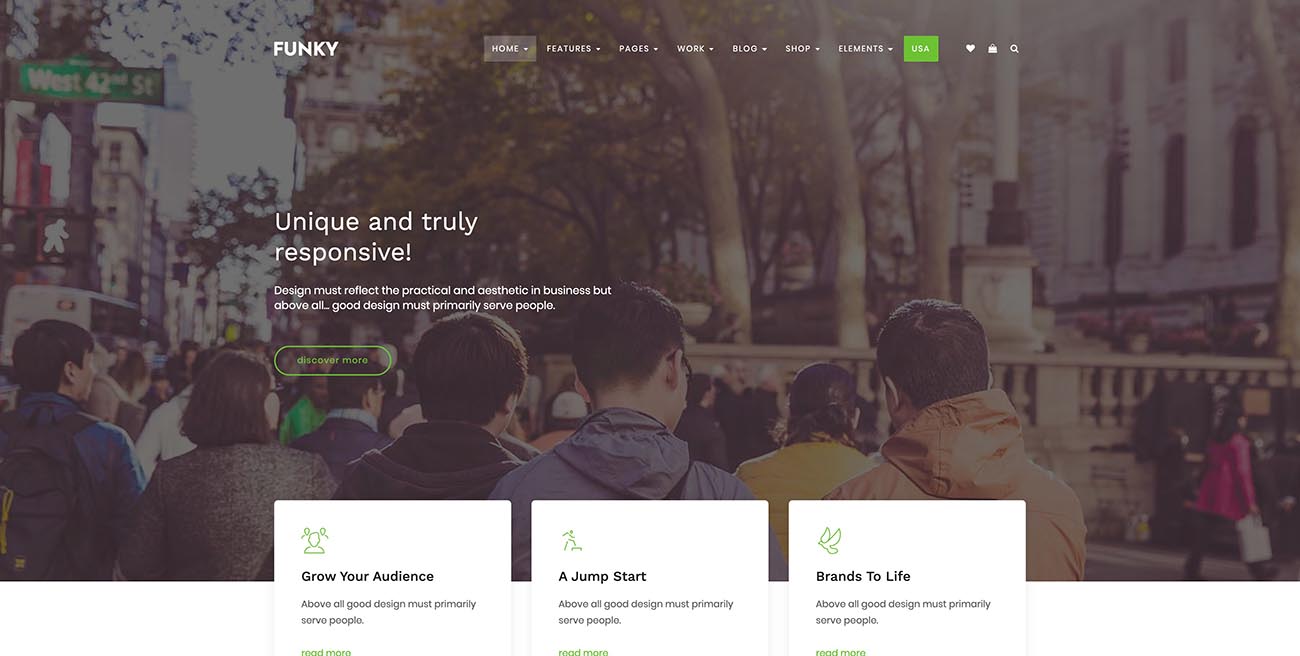 FUNKY
HOME FEATURES PAGES WORK BLOG SHOP ELEMENTS USA
West 42nd St
Unique and truly
responsive!
Design must reflect the practical and aesthetic in business but
above all... good design must primarily serve people.
discover more
Grow Your Audience
Above all good design must primarily
serve people.
read more
A Jump Start
Above all good design must primarily
serve people.
read more
Brands To Life
Above all good design must primarily
serve people.
read more